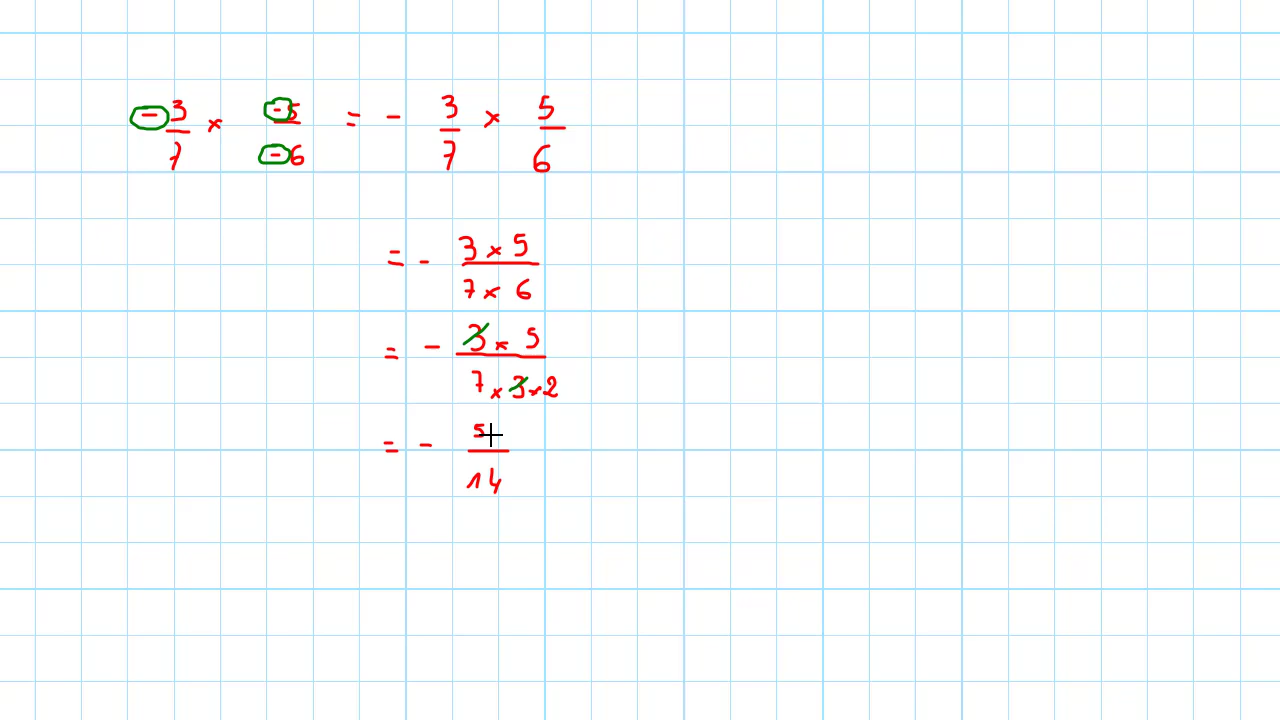 - 3/7 × -5/-6 = - 3/7 × 5/6
= - 3 × 5 / 7 × 6
= - 3 × 5 / 7 × 3 × 2
= - 5/14